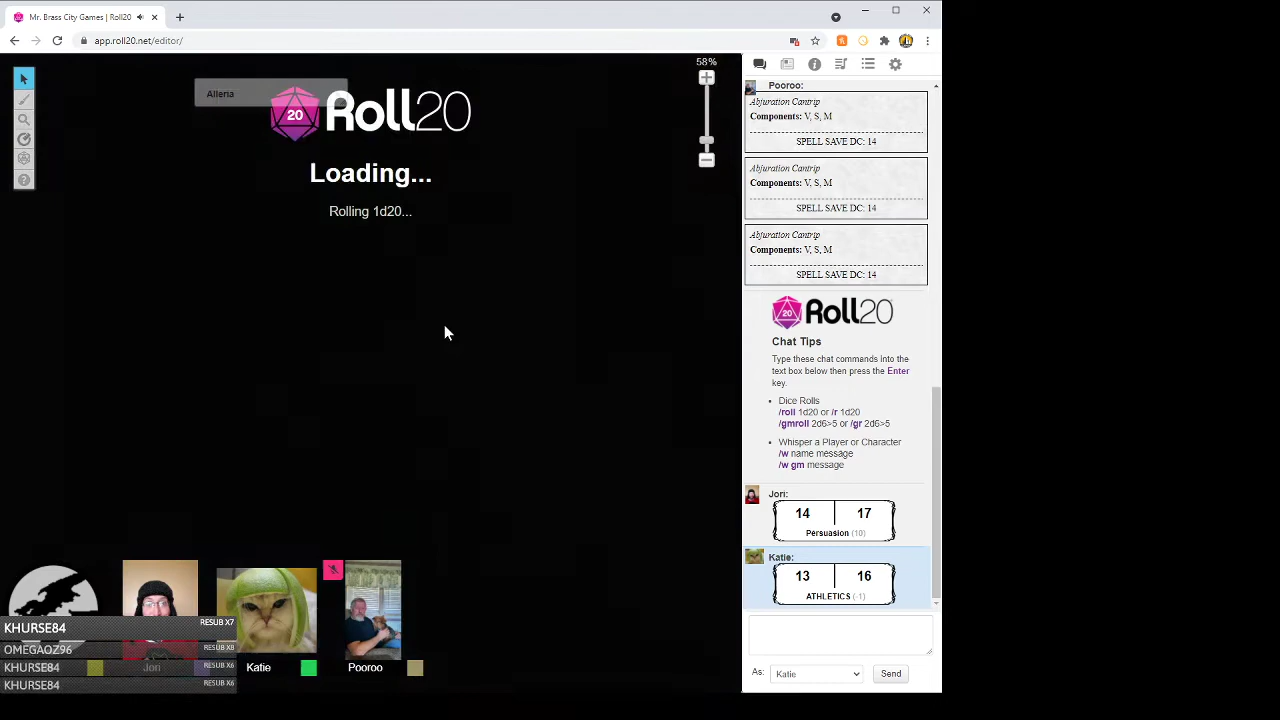 Mr. Brass City Games | Roll20
app.roll20.net/editor/
58%
Alleria
20
Roll20
Loading...
Rolling 1d20...
Pooroo:
Abjuration Cantrip
Components: V, S, M
SPELL SAVE DC: 14
Abjuration Cantrip
Components: V, S, M
SPELL SAVE DC: 14
Abjuration Cantrip
Components: V, S, M
SPELL SAVE DC: 14
20
Roll20
Chat Tips
Type these chat commands into the
text box below then press the Enter
key.
Dice Rolls
/roll 1d20 or /r 1d20
/gmroll 2d6>5 or /gr 2d6>5
Whisper a Player or Character
/w name message
/w gm message
Jori:
14 17
Persuasion (10)
Katie:
13 16
ATHLETICS (-1)
As: Katie Send
KHURSE84 RESUB X7
OMEGAOZ96 RESUB X8
KHURSE84 RESUB X6
KHURSE84 RESUB X6
Jori
Katie
Pooroo